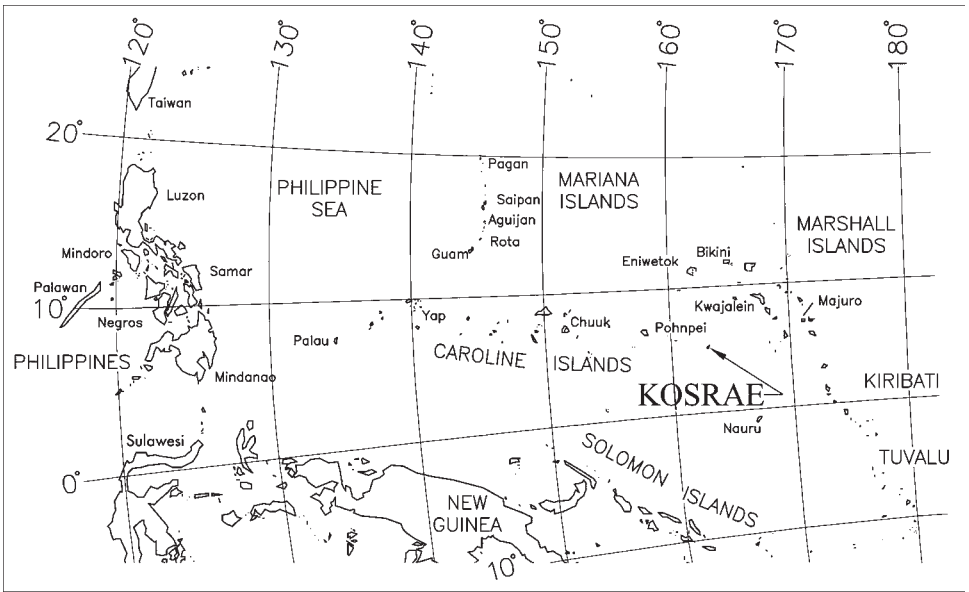 120°
130°
140°
150°
160°
170°
180°
Taiwan
20°
Pagan
PHILIPPINE
SEA
MARIANA
ISLANDS
Luzon
Saipan
Aguijan
Rota
Guam
MARSHALL
ISLANDS
Mindoro
Samar
Eniwetok
Bikini
Palawan
10°
Negros
Yap
Kwajalein
Majuro
Chuuk
Pohnpei
Palau
CAROLINE ISLANDS
PHILIPPINES
Mindanao
KIRIBATI
KOSRAE
Nauru
Sulawesi
SOLOMON ISLANDS
TUVALU
0°
NEW
GUINEA
10°